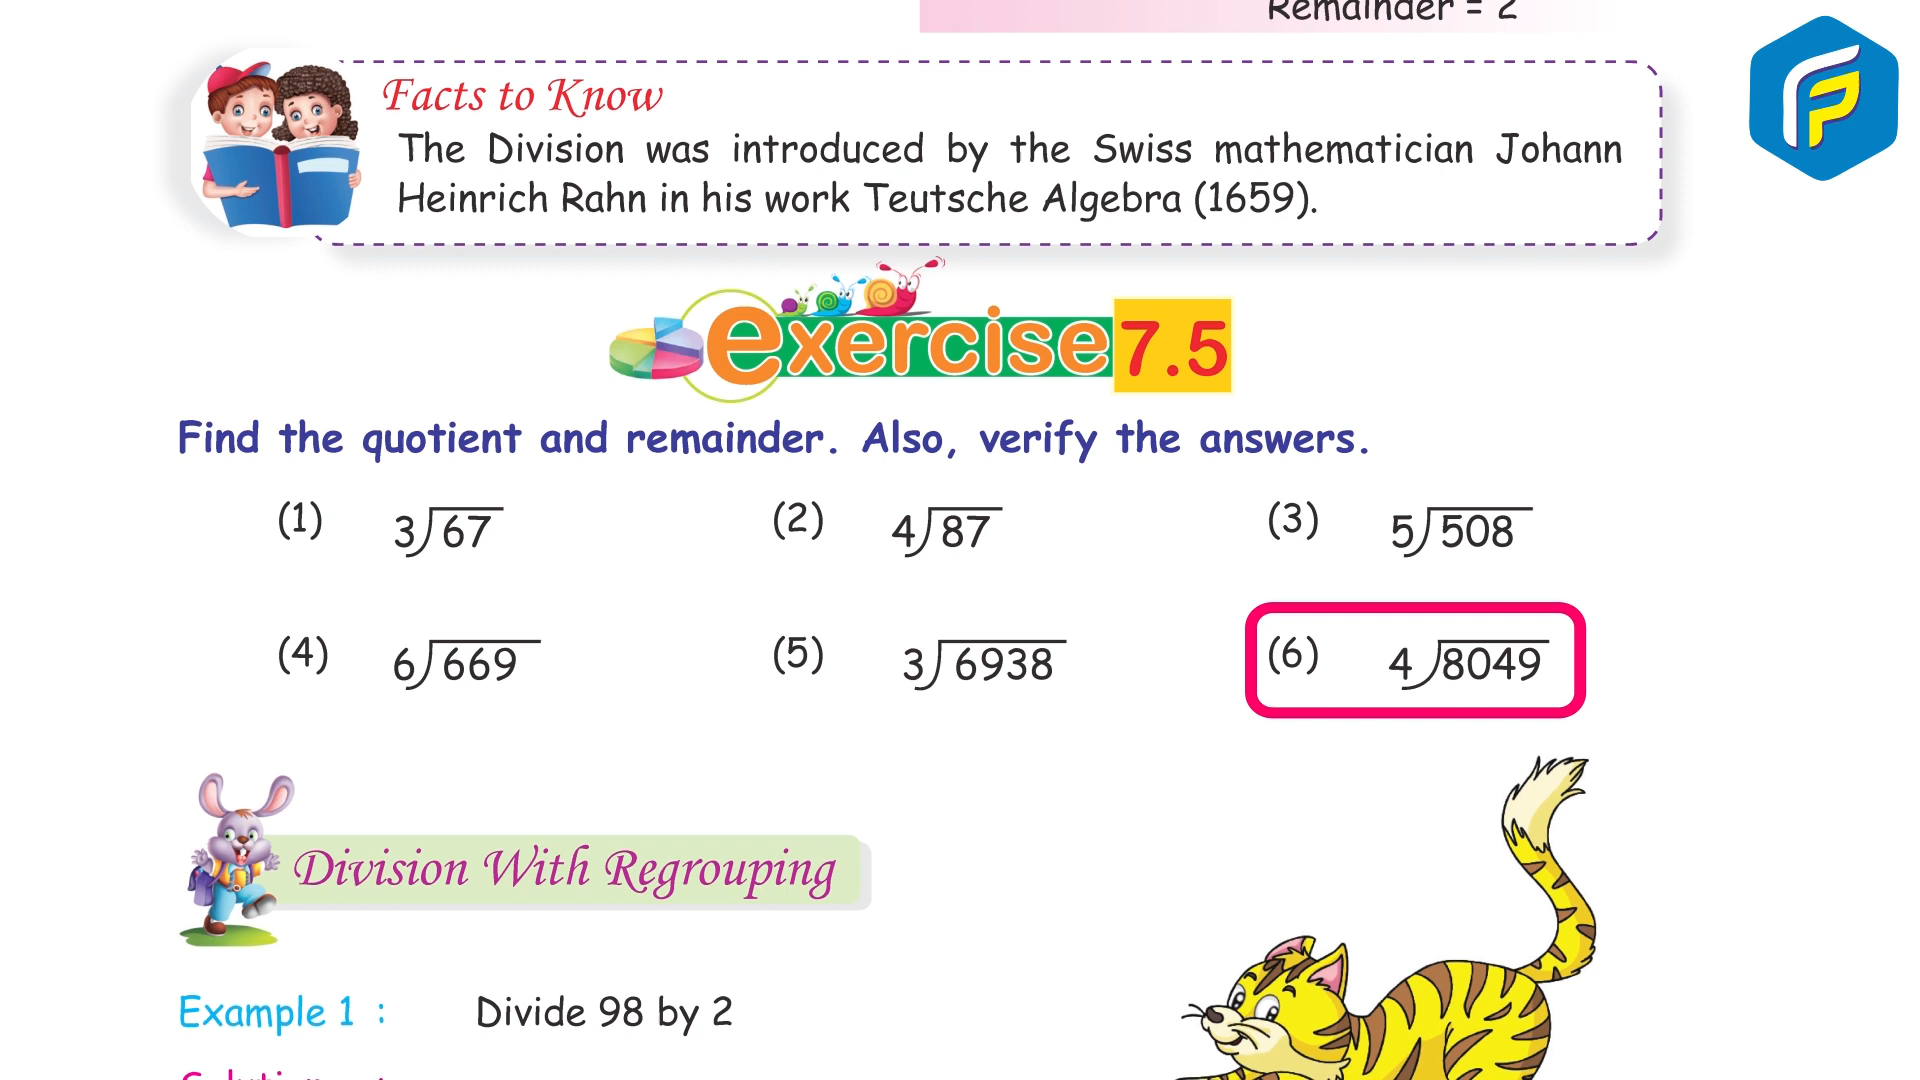 Remainder = 2
Facts to Know
The Division was introduced by the Swiss mathematician Johann
Heinrich Rahn in his work Teutsche Algebra (1659).
exercise 7.5
Find the quotient and remainder. Also, verify the answers.
(1) 3)67 (2) 4)87 (3) 5)508
(4) 6)669 (5) 3)6938 (6) 4)8049
Division With Regrouping
Example 1 : Divide 98 by 2
Solution :